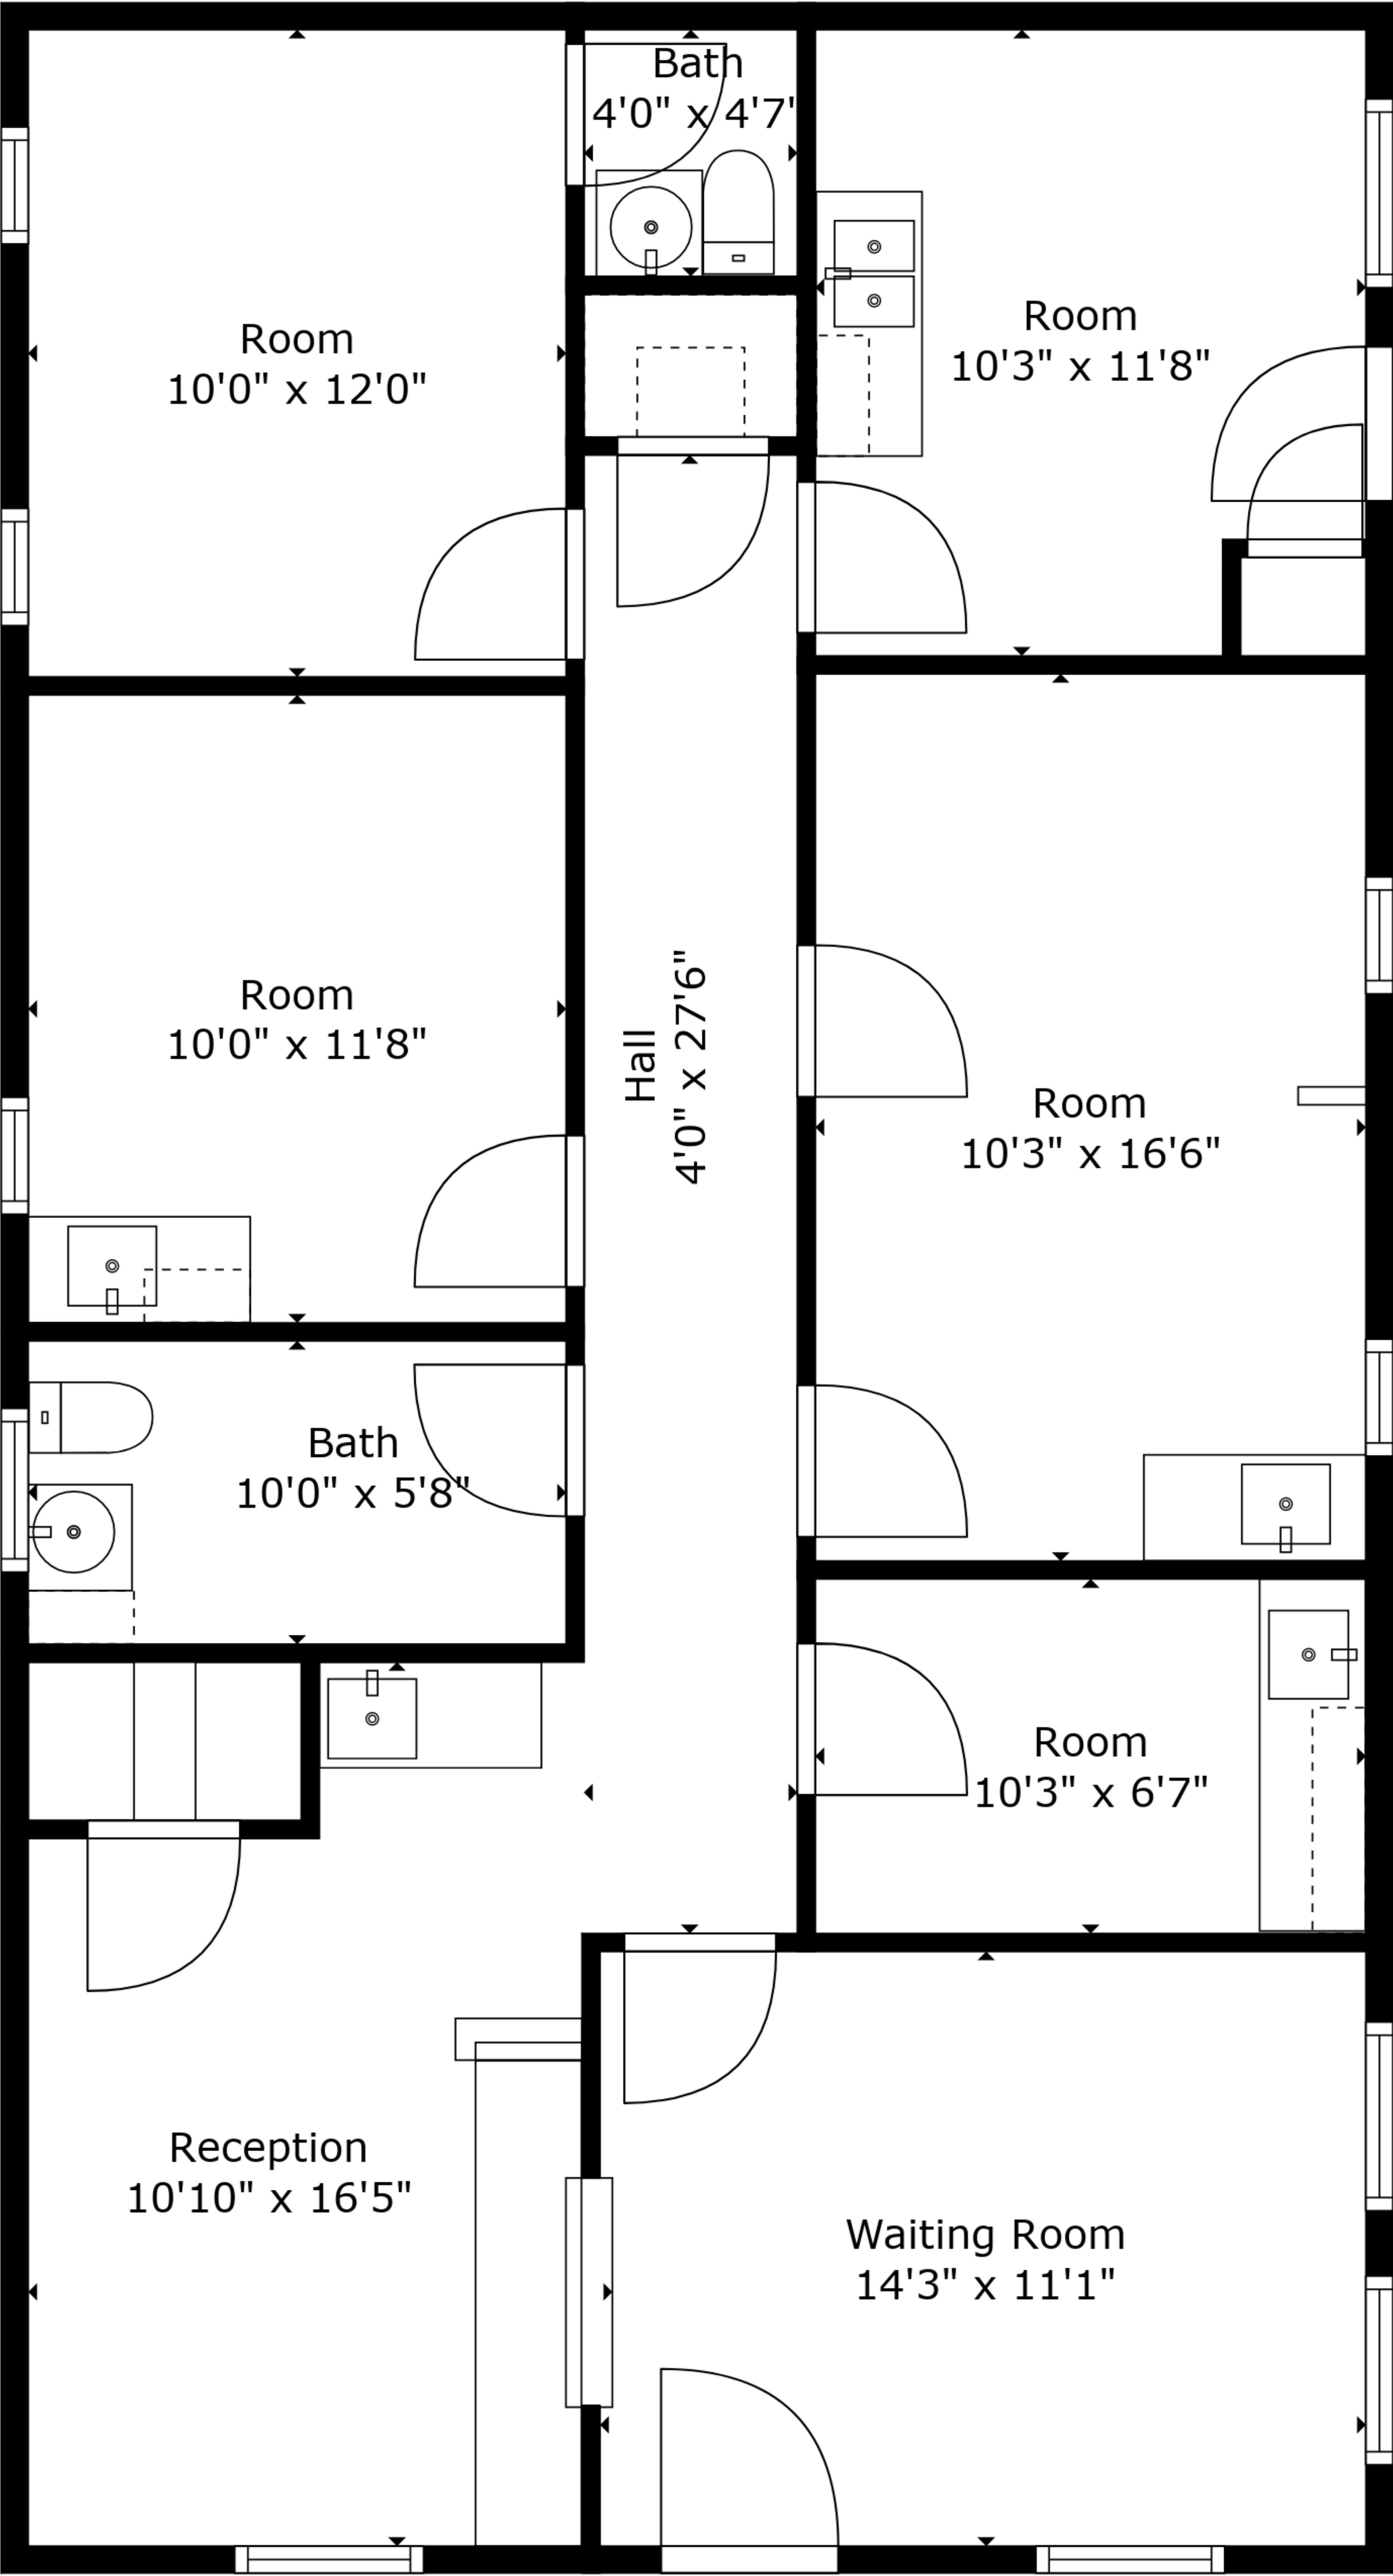 Bath
4'0" x 4'7'
Room
10'0" x 12'0"
Room
10'3" x 11'8"
Room
10'0" x 11'8"
Hall
4'0" x 27'6"
Room
10'3" x 16'6"
Bath
10'0" x 5'8"
Room
10'3" x 6'7"
Reception
10'10" x 16'5"
Waiting Room
14'3" x 11'1"